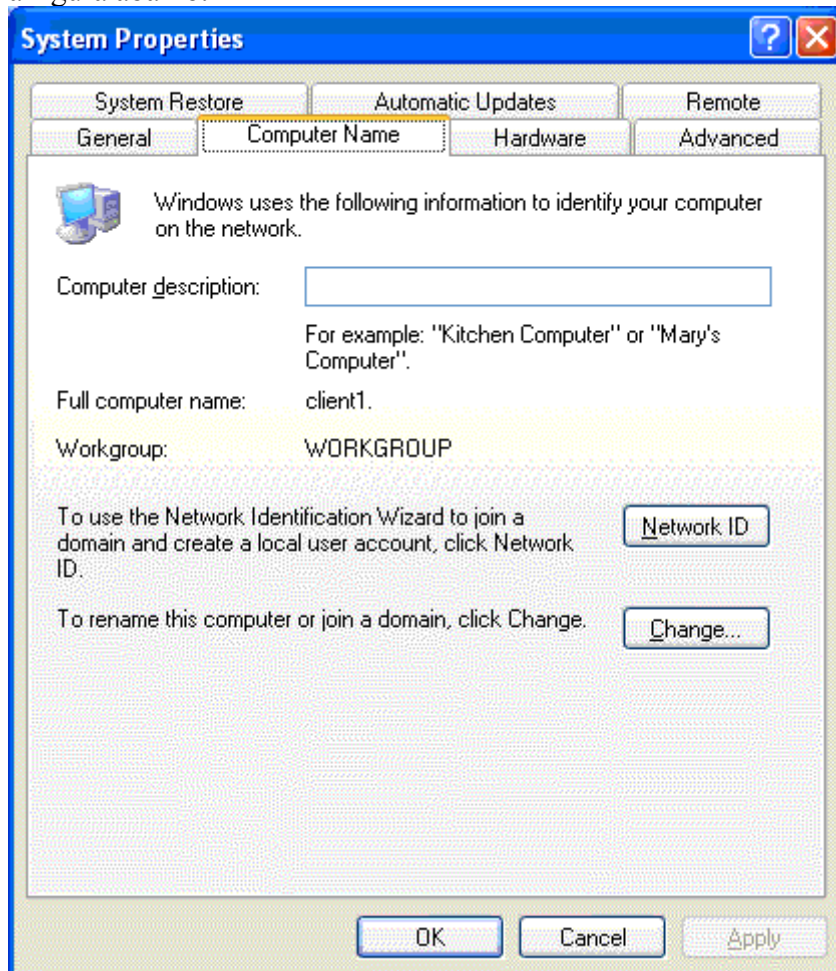 System Properties
System Restore Automatic Updates Remote
General Computer Name Hardware Advanced
Windows uses the following information to identify your computer
on the network.
Computer description:
For example: "Kitchen Computer" or "Mary's
Computer".
Full computer name: client1.
Workgroup: WORKGROUP
To use the Network Identification Wizard to join a
domain and create a local user account, click Network
ID.
Network ID
To rename this computer or join a domain, click Change.
Change...
OK Cancel Apply